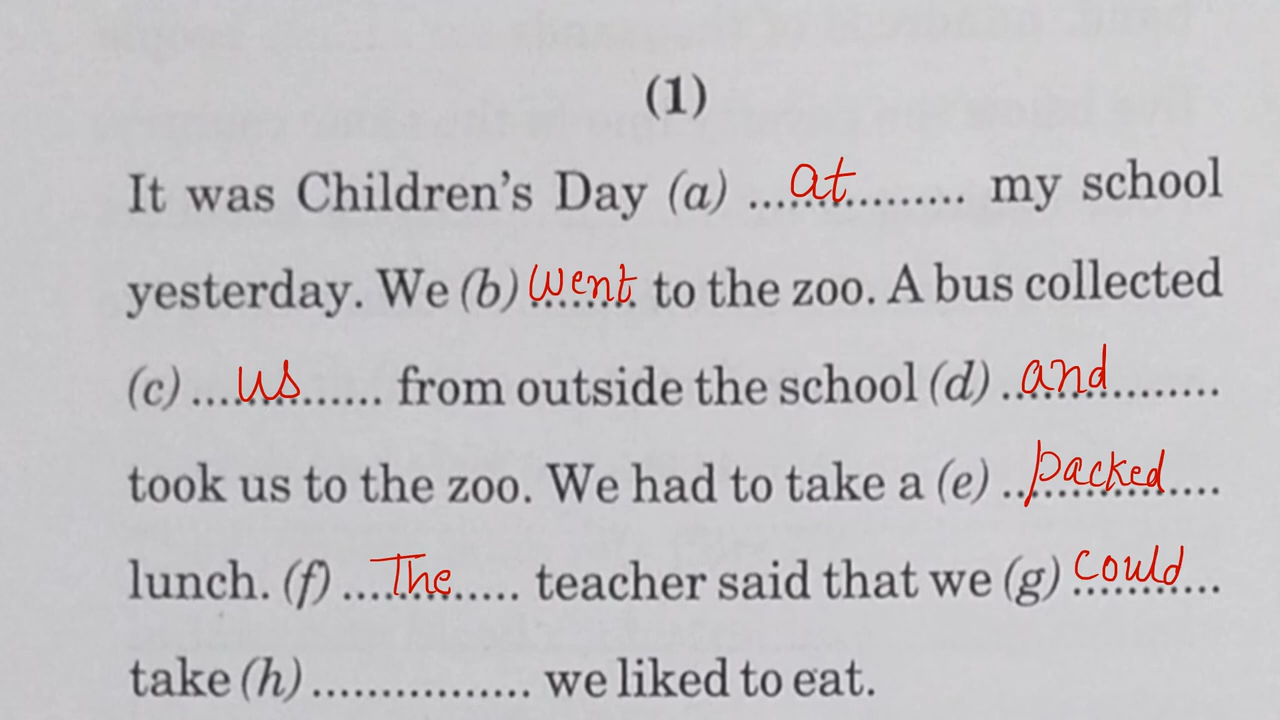 (1)
It was Children's Day (a) ...at......... my school
yesterday. We (b) went to the zoo. A bus collected
(c) ...us...... from outside the school (d) ..and........
took us to the zoo. We had to take a (e) ..packed....
lunch. (f) ....The..... teacher said that we (g) could...
take (h) ................ we liked to eat.